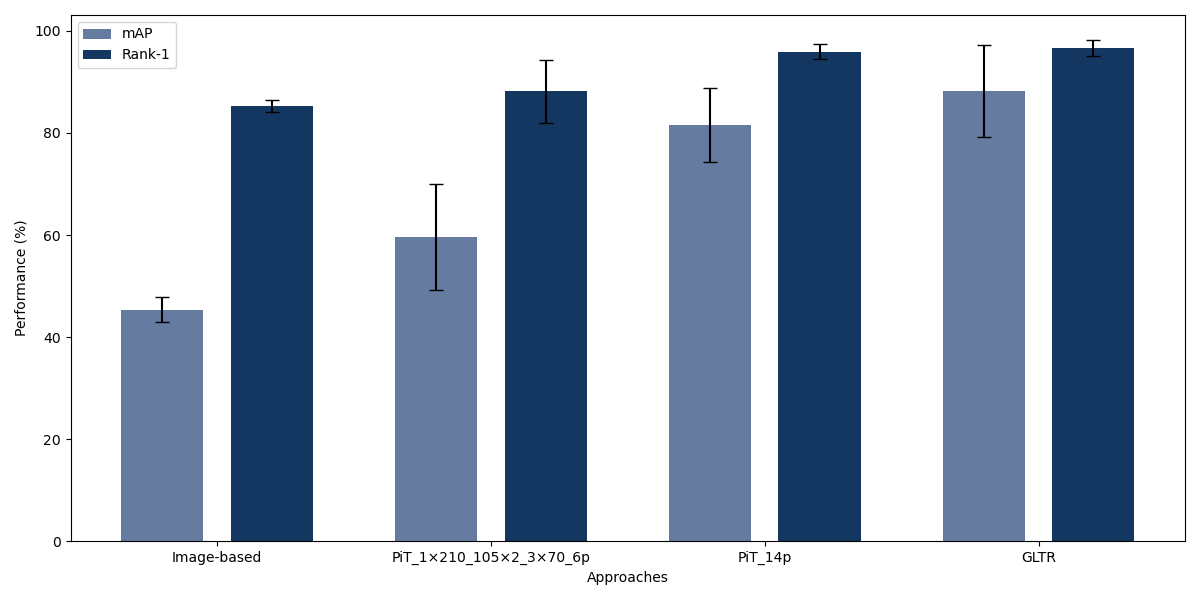 mAP
Rank-1
100
80
60
40
20
0
Performance (%)
Image-based
PiT_1×210_105×2_3×70_6p
PiT_14p
GLTR
Approaches